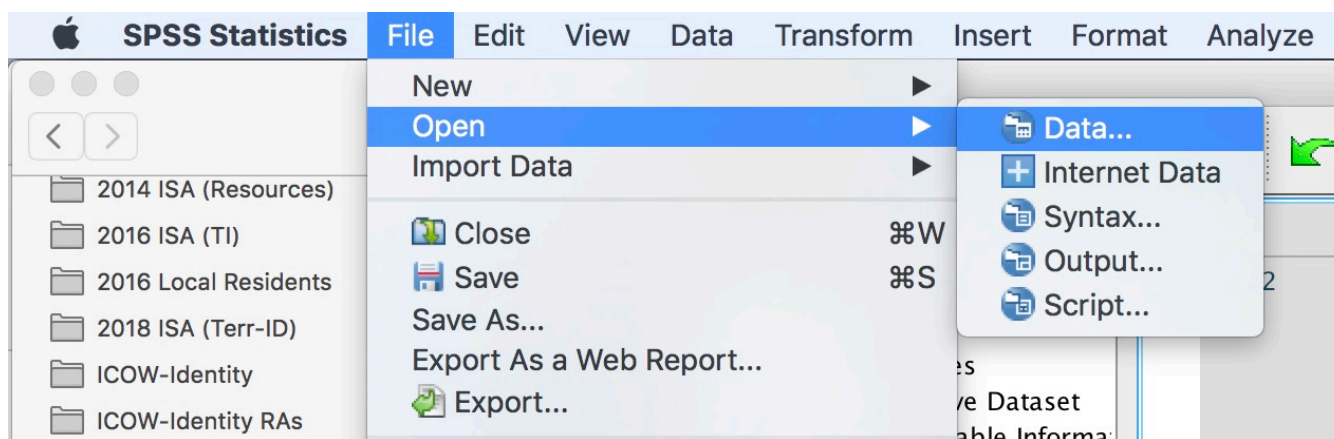 SPSS Statistics File Edit View Data Transform Insert Format Analyze
New
Open
Import Data
Close ⌘W
Save ⌘S
Save As...
Export As a Web Report...
Export...
Data...
Internet Data
Syntax...
Output...
Script...
2014 ISA (Resources)
2016 ISA (TI)
2016 Local Residents
2018 ISA (Terr-ID)
ICOW-Identity
ICOW-Identity RAs
2
es
ve Dataset